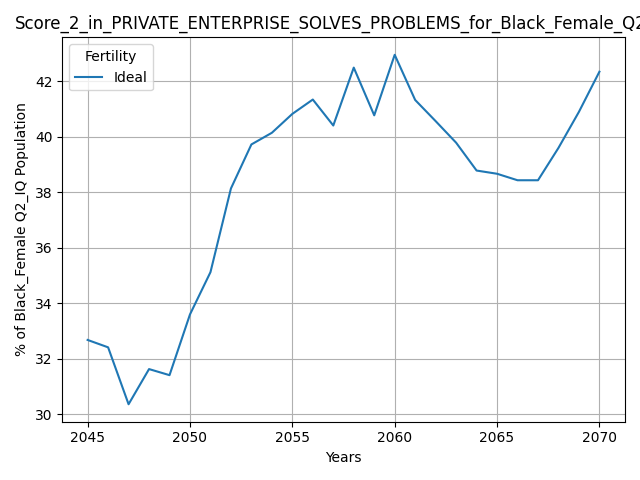 Score_2_in_PRIVATE_ENTERPRISE_SOLVES_PROBLEMS_for_Black_Female_Q2
Fertility
Ideal
% of Black_Female Q2_IQ Population
42
40
38
36
34
32
30
2045 2050 2055 2060 2065 2070
Years